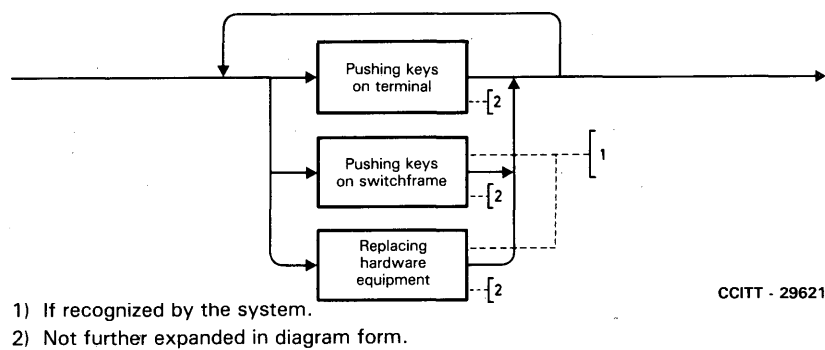 Pushing keys
on terminal
2
Pushing keys
on switchframe
1
2
Replacing
hardware
equipment
2
CCITT - 29621
1) If recognized by the system.
2) Not further expanded in diagram form.